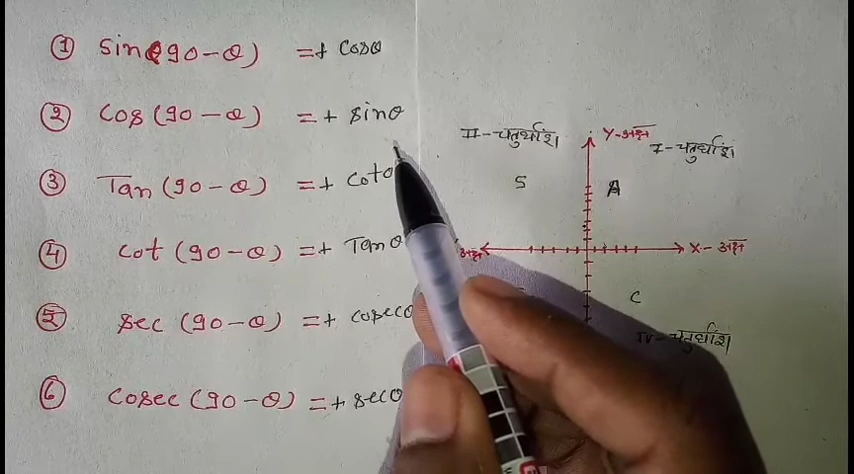 ① sin(90-θ) =+ cosθ
② cos(90-θ) =+ sinθ
③ Tan(90-θ) =+ cotθ
④ cot(90-θ) =+ Tanθ
⑤ sec(90-θ) =+ cosecθ
⑥ cosec(90-θ) =+ secθ
Y-अक्ष
II-चतुर्थांश
I-चतुर्थांश
S
A
X-अक्ष
C
IV-चतुर्थांश